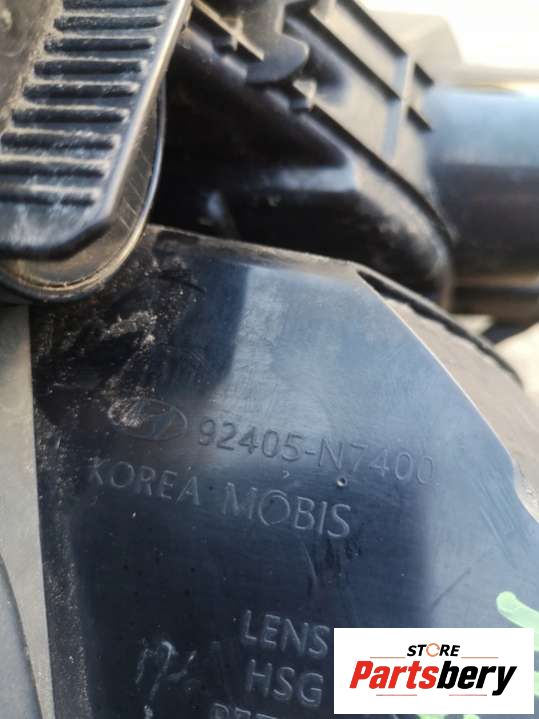 92405-N7400
KOREA MOBIS
LENS
HSG
STORE
Partsbery